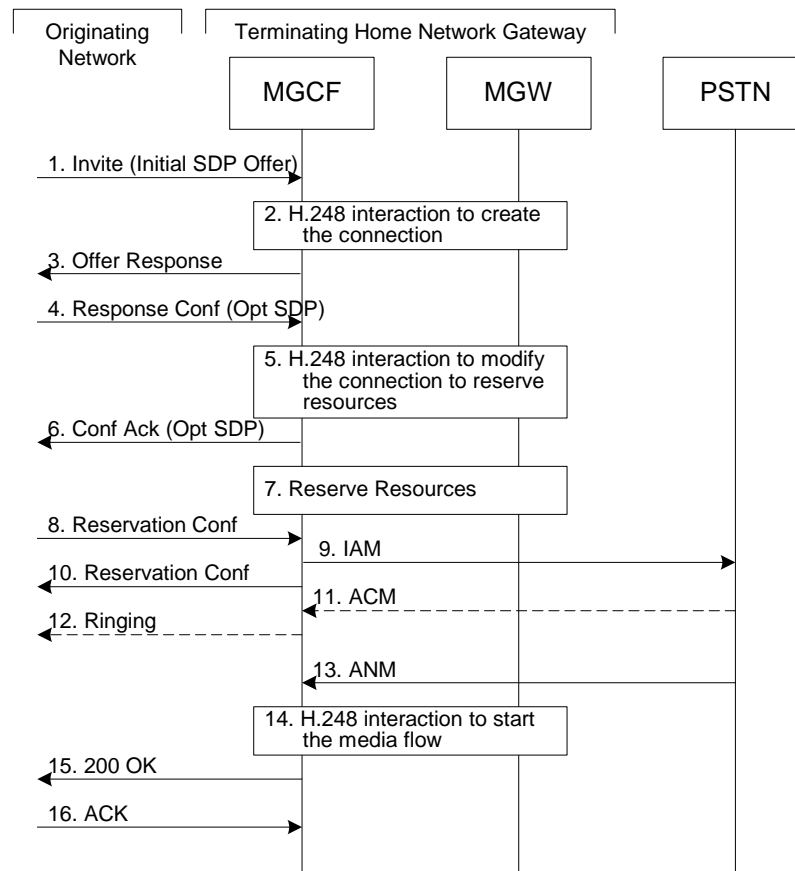 Originating
Network
Terminating Home Network Gateway
MGCF
MGW
PSTN
1. Invite (Initial SDP Offer)
2. H.248 interaction to create
the connection
3. Offer Response
4. Response Conf (Opt SDP)
5. H.248 interaction to modify
the connection to reserve
resources
6. Conf Ack (Opt SDP)
7. Reserve Resources
8. Reservation Conf
9. IAM
10. Reservation Conf
11. ACM
12. Ringing
13. ANM
14. H.248 interaction to start
the media flow
15. 200 OK
16. ACK